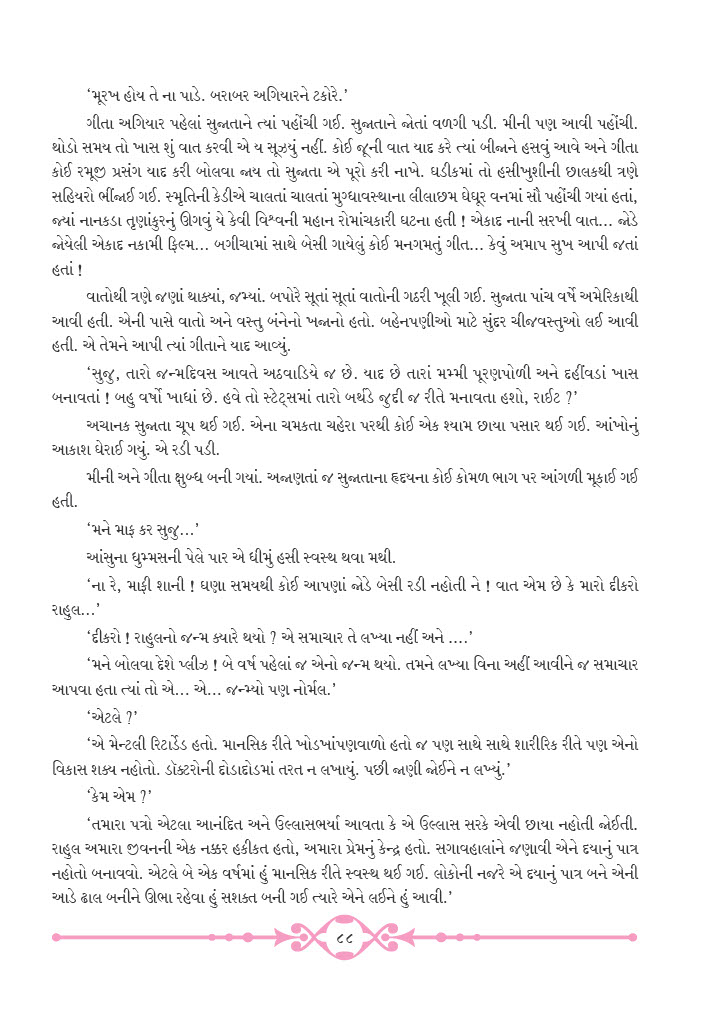 ‘મૂરખ હોય તે ના પાડે. બરાબર અગિયારને ટકોરે.’
ગીતા અગિયાર પહેલાં સુજાતાને ત્યાં પહોંચી ગઈ. સુજાતાને જોતાં વળગી પડી. મીની પણ આવી પહોંચી.
થોડો સમય તો ખાસ શું વાત કરવી એ ય સૂઝ્યું નહીં. કોઈ જૂની વાત યાદ કરે ત્યાં બીજાને હસવું આવે અને ગીતા
કોઈ રમૂજી પ્રસંગ યાદ કરી બોલવા જાય તો સુજાતા એ પૂરો કરી નાખે. ઘડીકમાં તો હસીખુશીની છાલકથી ત્રણે
સહિયરો ભીંજાઈ ગઈ. સ્મૃતિની કેડીએ ચાલતાં ચાલતાં મુગ્ધાવસ્થાના લીલાછમ ઘેઘૂર વનમાં સૌ પહોંચી ગયાં હતાં,
જ્યાં નાનકડા તૃણાંકુરનું ઊગવું યે કેવી વિશ્વની મહાન રોમાંચકારી ઘટના હતી ! એકાદ નાની સરખી વાત... જોડે
જોયેલી એકાદ નકામી ફિલ્મ... બગીચામાં સાથે બેસી ગાયેલું કોઈ મનગમતું ગીત... કેવું અમાપ સુખ આપી જતાં
હતાં !
વાતોથી ત્રણે જણાં થાક્યાં, જમ્યાં. બપોરે સૂતાં સૂતાં વાતોની ગઠરી ખૂલી ગઈ. સુજાતા પાંચ વર્ષે અમેરિકાથી
આવી હતી. એની પાસે વાતો અને વસ્તુ બંનેનો ખજાનો હતો. બહેનપણીઓ માટે સુંદર ચીજવસ્તુઓ લઈ આવી
હતી. એ તેમને આપી ત્યાં ગીતાને યાદ આવ્યું.
‘સુજુ, તારો જન્મદિવસ આવતે અઠવાડિયે જ છે. યાદ છે તારાં મમ્મી પૂરણપોળી અને દહીંવડાં ખાસ
બનાવતાં ! બહુ વર્ષો ખાધાં છે. હવે તો સ્ટેટ્સમાં તારો બર્થડે જુદી જ રીતે મનાવતા હશો, રાઈટ ?’
અચાનક સુજાતા ચૂપ થઈ ગઈ. એના ચમકતા ચહેરા પરથી કોઈ એક શ્યામ છાયા પસાર થઈ ગઈ. આંખોનું
આકાશ ઘેરાઈ ગયું. એ રડી પડી.
મીની અને ગીતા ક્ષુબ્ધ બની ગયાં. અજાણતાં જ સુજાતાના હૃદયના કોઈ કોમળ ભાગ પર આંગળી મૂકાઈ ગઈ
હતી.
‘મને માફ કર સુજુ...’
આંસુના ધુમ્મસની પેલે પાર એ ધીમું હસી સ્વસ્થ થવા મથી.
‘ના રે, માફી શાની ! ઘણા સમયથી કોઈ આપણાં જોડે બેસી રડી નહોતી ને ! વાત એમ છે કે મારો દીકરો
રાહુલ...’
‘દીકરો ! રાહુલનો જન્મ ક્યારે થયો ? એ સમાચાર તે લખ્યા નહીં અને ....’
‘મને બોલવા દેશે પ્લીઝ ! બે વર્ષ પહેલાં જ એનો જન્મ થયો. તમને લખ્યા વિના અહીં આવીને જ સમાચાર
આપવા હતા ત્યાં તો એ... એ... જન્મ્યો પણ નોર્મલ.’
‘એટલે ?’
‘એ મેન્ટલી રિટાર્ડેડ હતો. માનસિક રીતે ખોડખાંપણવાળો હતો જ પણ સાથે સાથે શારીરિક રીતે પણ એનો
વિકાસ શક્ય નહોતો. ડૉક્ટરોની દોડાદોડમાં તરત ન લખાયું. પછી જાણી જોઈને ન લખ્યું.’
‘કેમ એમ ?’
‘તમારા પત્રો એટલા આનંદિત અને ઉલ્લાસભર્યા આવતા કે એ ઉલ્લાસ સરકે એવી છાયા નહોતી જોઈતી.
રાહુલ અમારા જીવનની એક નક્કર હકીકત હતો, અમારા પ્રેમનું કેન્દ્ર હતો. સગાવહાલાંને જણાવી એને દયાનું પાત્ર
નહોતો બનાવવો. એટલે બે એક વર્ષમાં હું માનસિક રીતે સ્વસ્થ થઈ ગઈ. લોકોની નજરે એ દયાનું પાત્ર બને એની
આડે ઢાલ બનીને ઊભા રહેવા હું સશક્ત બની ગઈ ત્યારે એને લઈને હું આવી.’
૮૮